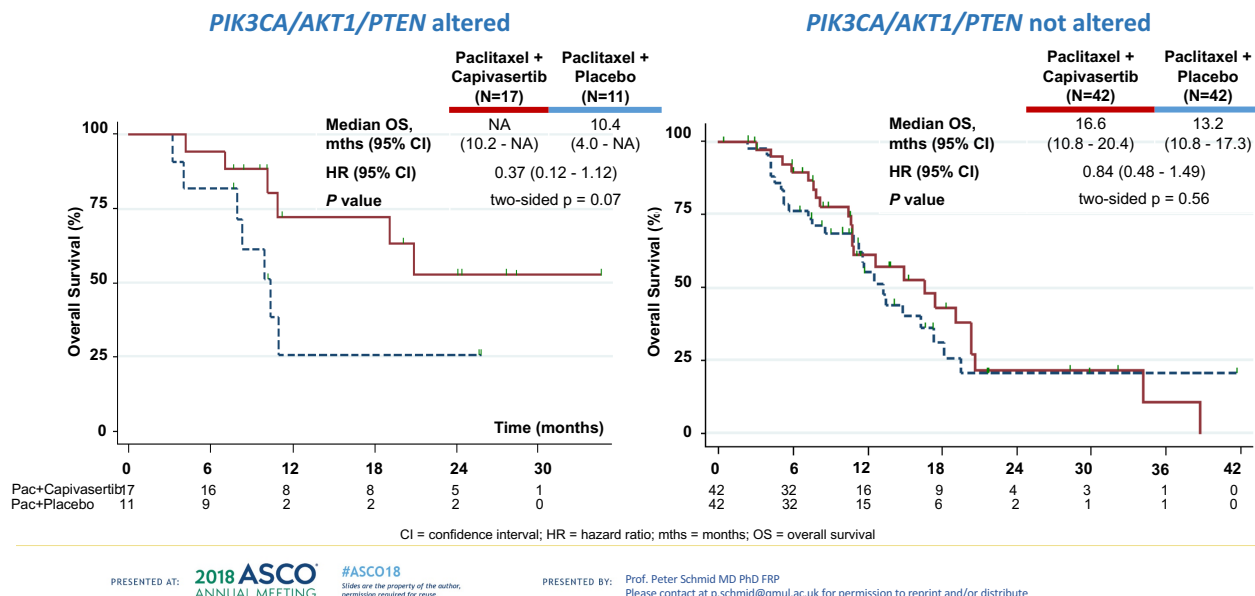 PIK3CA/AKT1/PTEN altered
Paclitaxel + Capivasertib (N=17)
Paclitaxel + Placebo (N=11)
Median OS, mths (95% CI) NA (10.2 - NA) 10.4 (4.0 - NA)
HR (95% CI) 0.37 (0.12 - 1.12)
P value two-sided p = 0.07
Overall Survival (%)
100
75
50
25
0
Time (months)
0 6 12 18 24 30
Pac+Capivasertib 17 16 8 8 5 1
Pac+Placebo 11 9 2 2 2 0
PIK3CA/AKT1/PTEN not altered
Paclitaxel + Capivasertib (N=42)
Paclitaxel + Placebo (N=42)
Median OS, mths (95% CI) 16.6 (10.8 - 20.4) 13.2 (10.8 - 17.3)
HR (95% CI) 0.84 (0.48 - 1.49)
P value two-sided p = 0.56
Overall Survival (%)
100
75
50
25
0
0 6 12 18 24 30 36 42
42 32 16 9 4 3 1 0
42 32 15 6 2 1 1 0
CI = confidence interval; HR = hazard ratio; mths = months; OS = overall survival
PRESENTED AT:
2018 ASCO®
ANNUAL MEETING
#ASCO18
Slides are the property of the author,
permission required for reuse
PRESENTED BY:
Prof. Peter Schmid MD PhD FRP
Please contact at p.schmid@qmul.ac.uk for permission to reprint and/or distribute